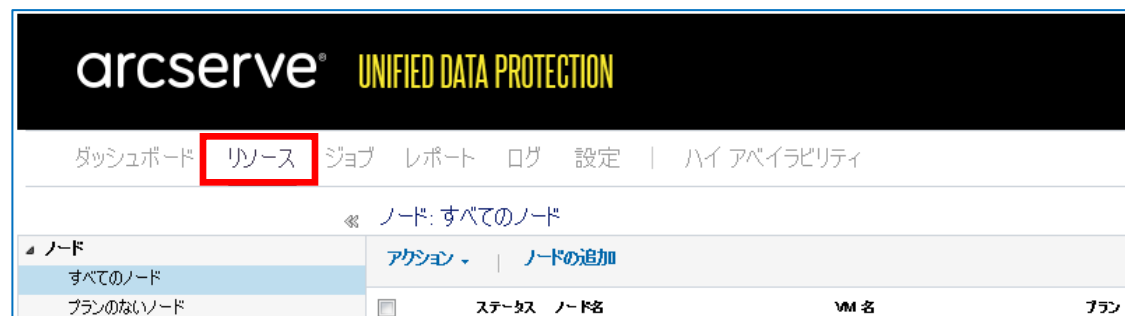 arcserve® UNIFIED DATA PROTECTION
ダッシュボード リソース ジョブ レポート ログ 設定 | ハイ アベイラビリティ
« ノード: すべてのノード
ノード
アクション | ノードの追加
すべてのノード
プランのないノード
ステータス ノード名 VM 名 プラン